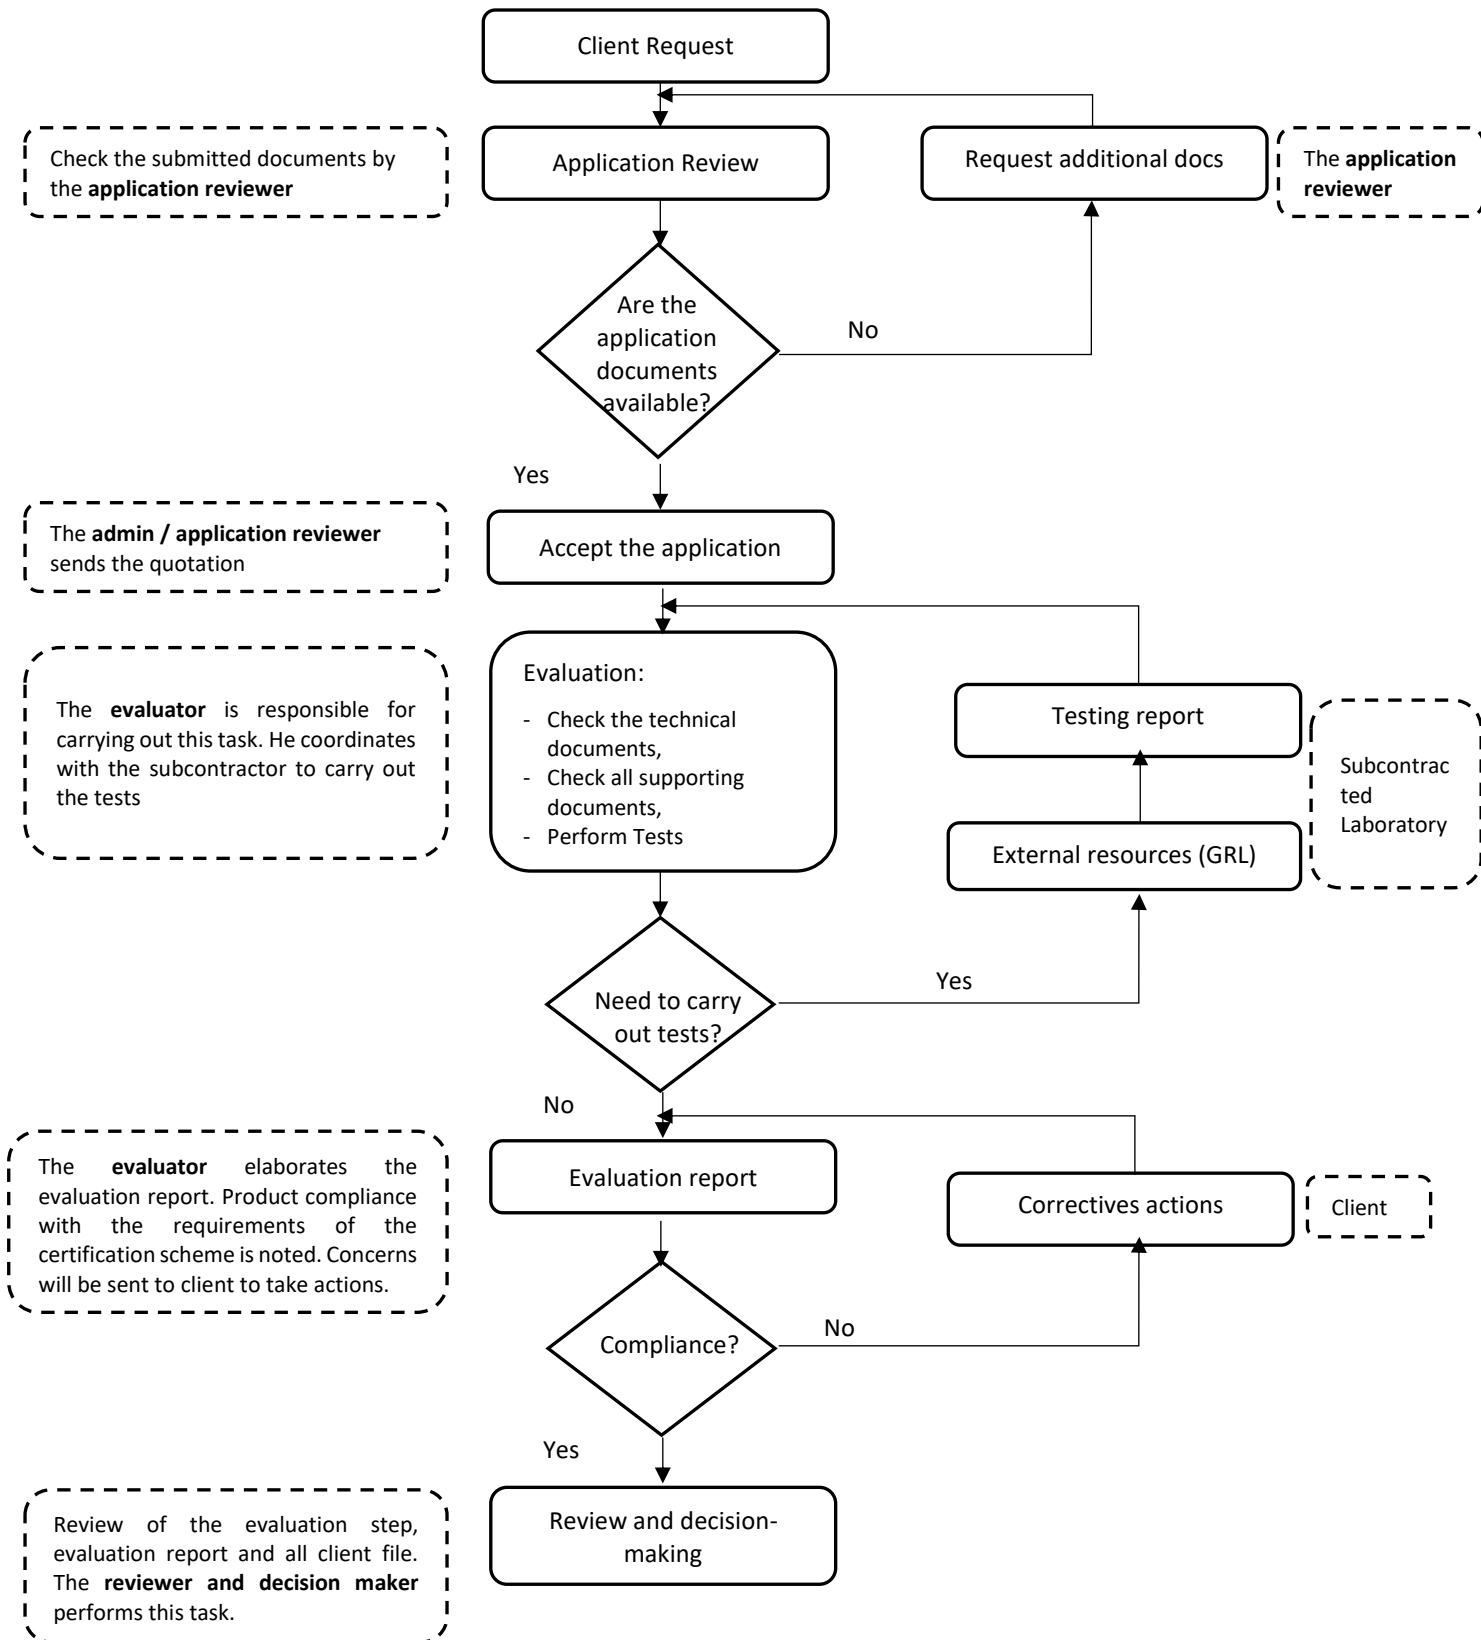 Client Request
Check the submitted documents by
the application reviewer
Application Review
Request additional docs
The application
reviewer
Are the
application
documents
available?
No
Yes
The admin / application reviewer
sends the quotation
Accept the application
The evaluator is responsible for
carrying out this task. He coordinates
with the subcontractor to carry out
the tests
Evaluation:
- Check the technical
documents,
- Check all supporting
documents,
- Perform Tests
Testing report
External resources (GRL)
Subcontrac
ted
Laboratory
Need to carry
out tests?
Yes
No
The evaluator elaborates the
evaluation report. Product compliance
with the requirements of the
certification scheme is noted. Concerns
will be sent to client to take actions.
Evaluation report
Correctives actions
Client
Compliance?
No
Yes
Review of the evaluation step,
evaluation report and all client file.
The reviewer and decision maker
performs this task.
Review and decision-
making